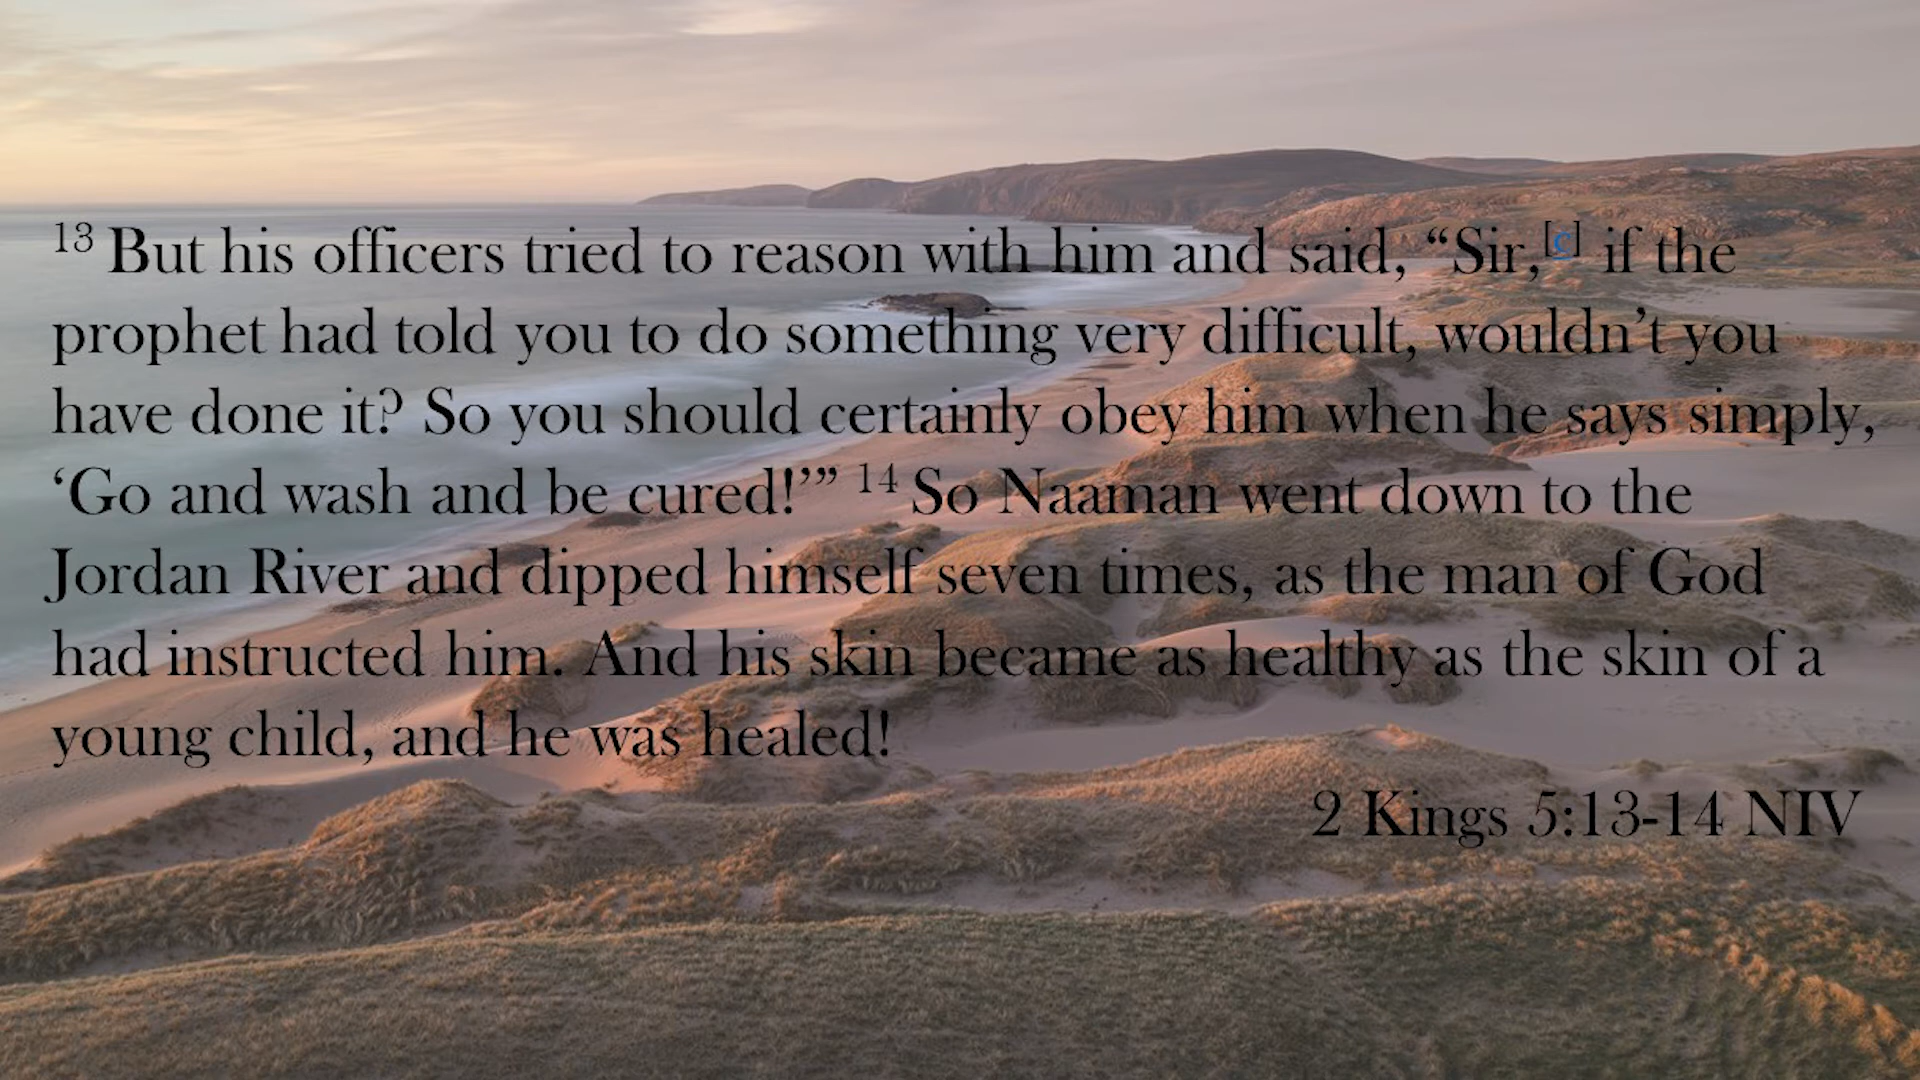 13 But his officers tried to reason with him and said, “Sir,[c] if the
prophet had told you to do something very difficult, wouldn’t you
have done it? So you should certainly obey him when he says simply,
‘Go and wash and be cured!’” 14 So Naaman went down to the
Jordan River and dipped himself seven times, as the man of God
had instructed him. And his skin became as healthy as the skin of a
young child, and he was healed!
2 Kings 5:13-14 NIV